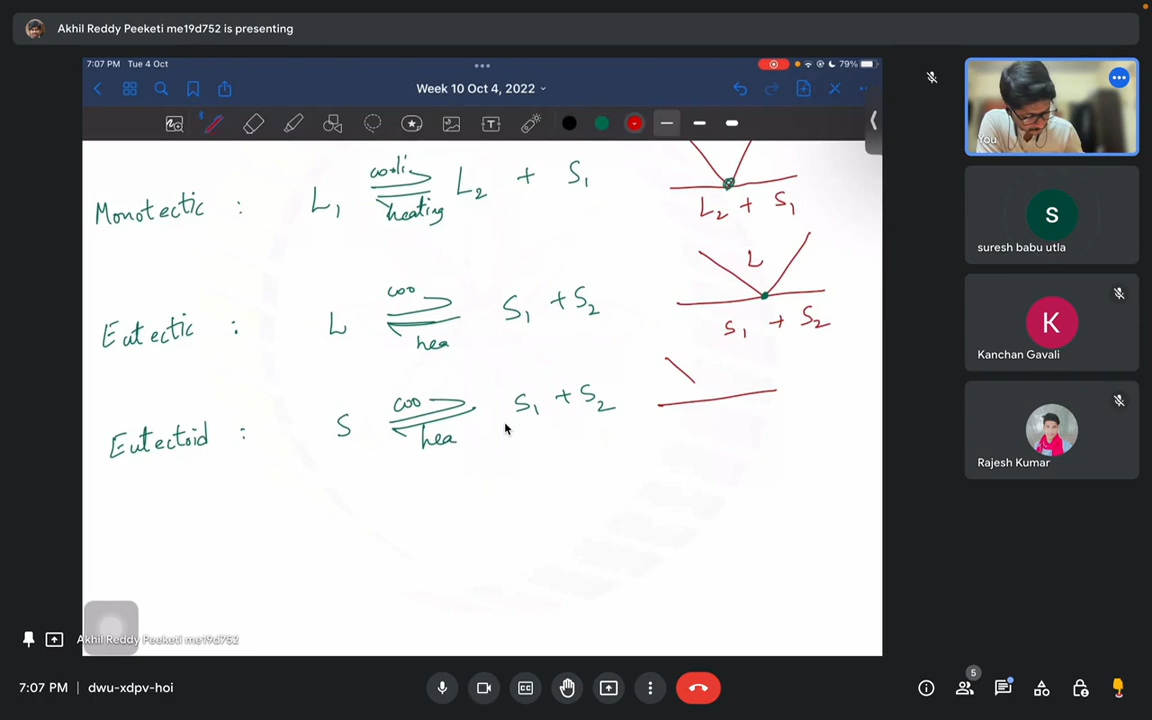 Akhil Reddy Peeketi me19d752 is presenting
7:07 PM Tue 4 Oct
79%
Week 10 Oct 4, 2022
You
S
suresh babu utla
K
Kanchan Gavali
Rajesh Kumar
Monotectic : L₁ cooli heating L₂ + S₁
L₂ + S₁
Eutectic : L coo hea S₁ + S₂
L
S₁ + S₂
Eutectoid : S coo hea S₁ + S₂
Akhil Reddy Peeketi me19d752
7:07 PM | dwu-xdpv-hoi
CC
5